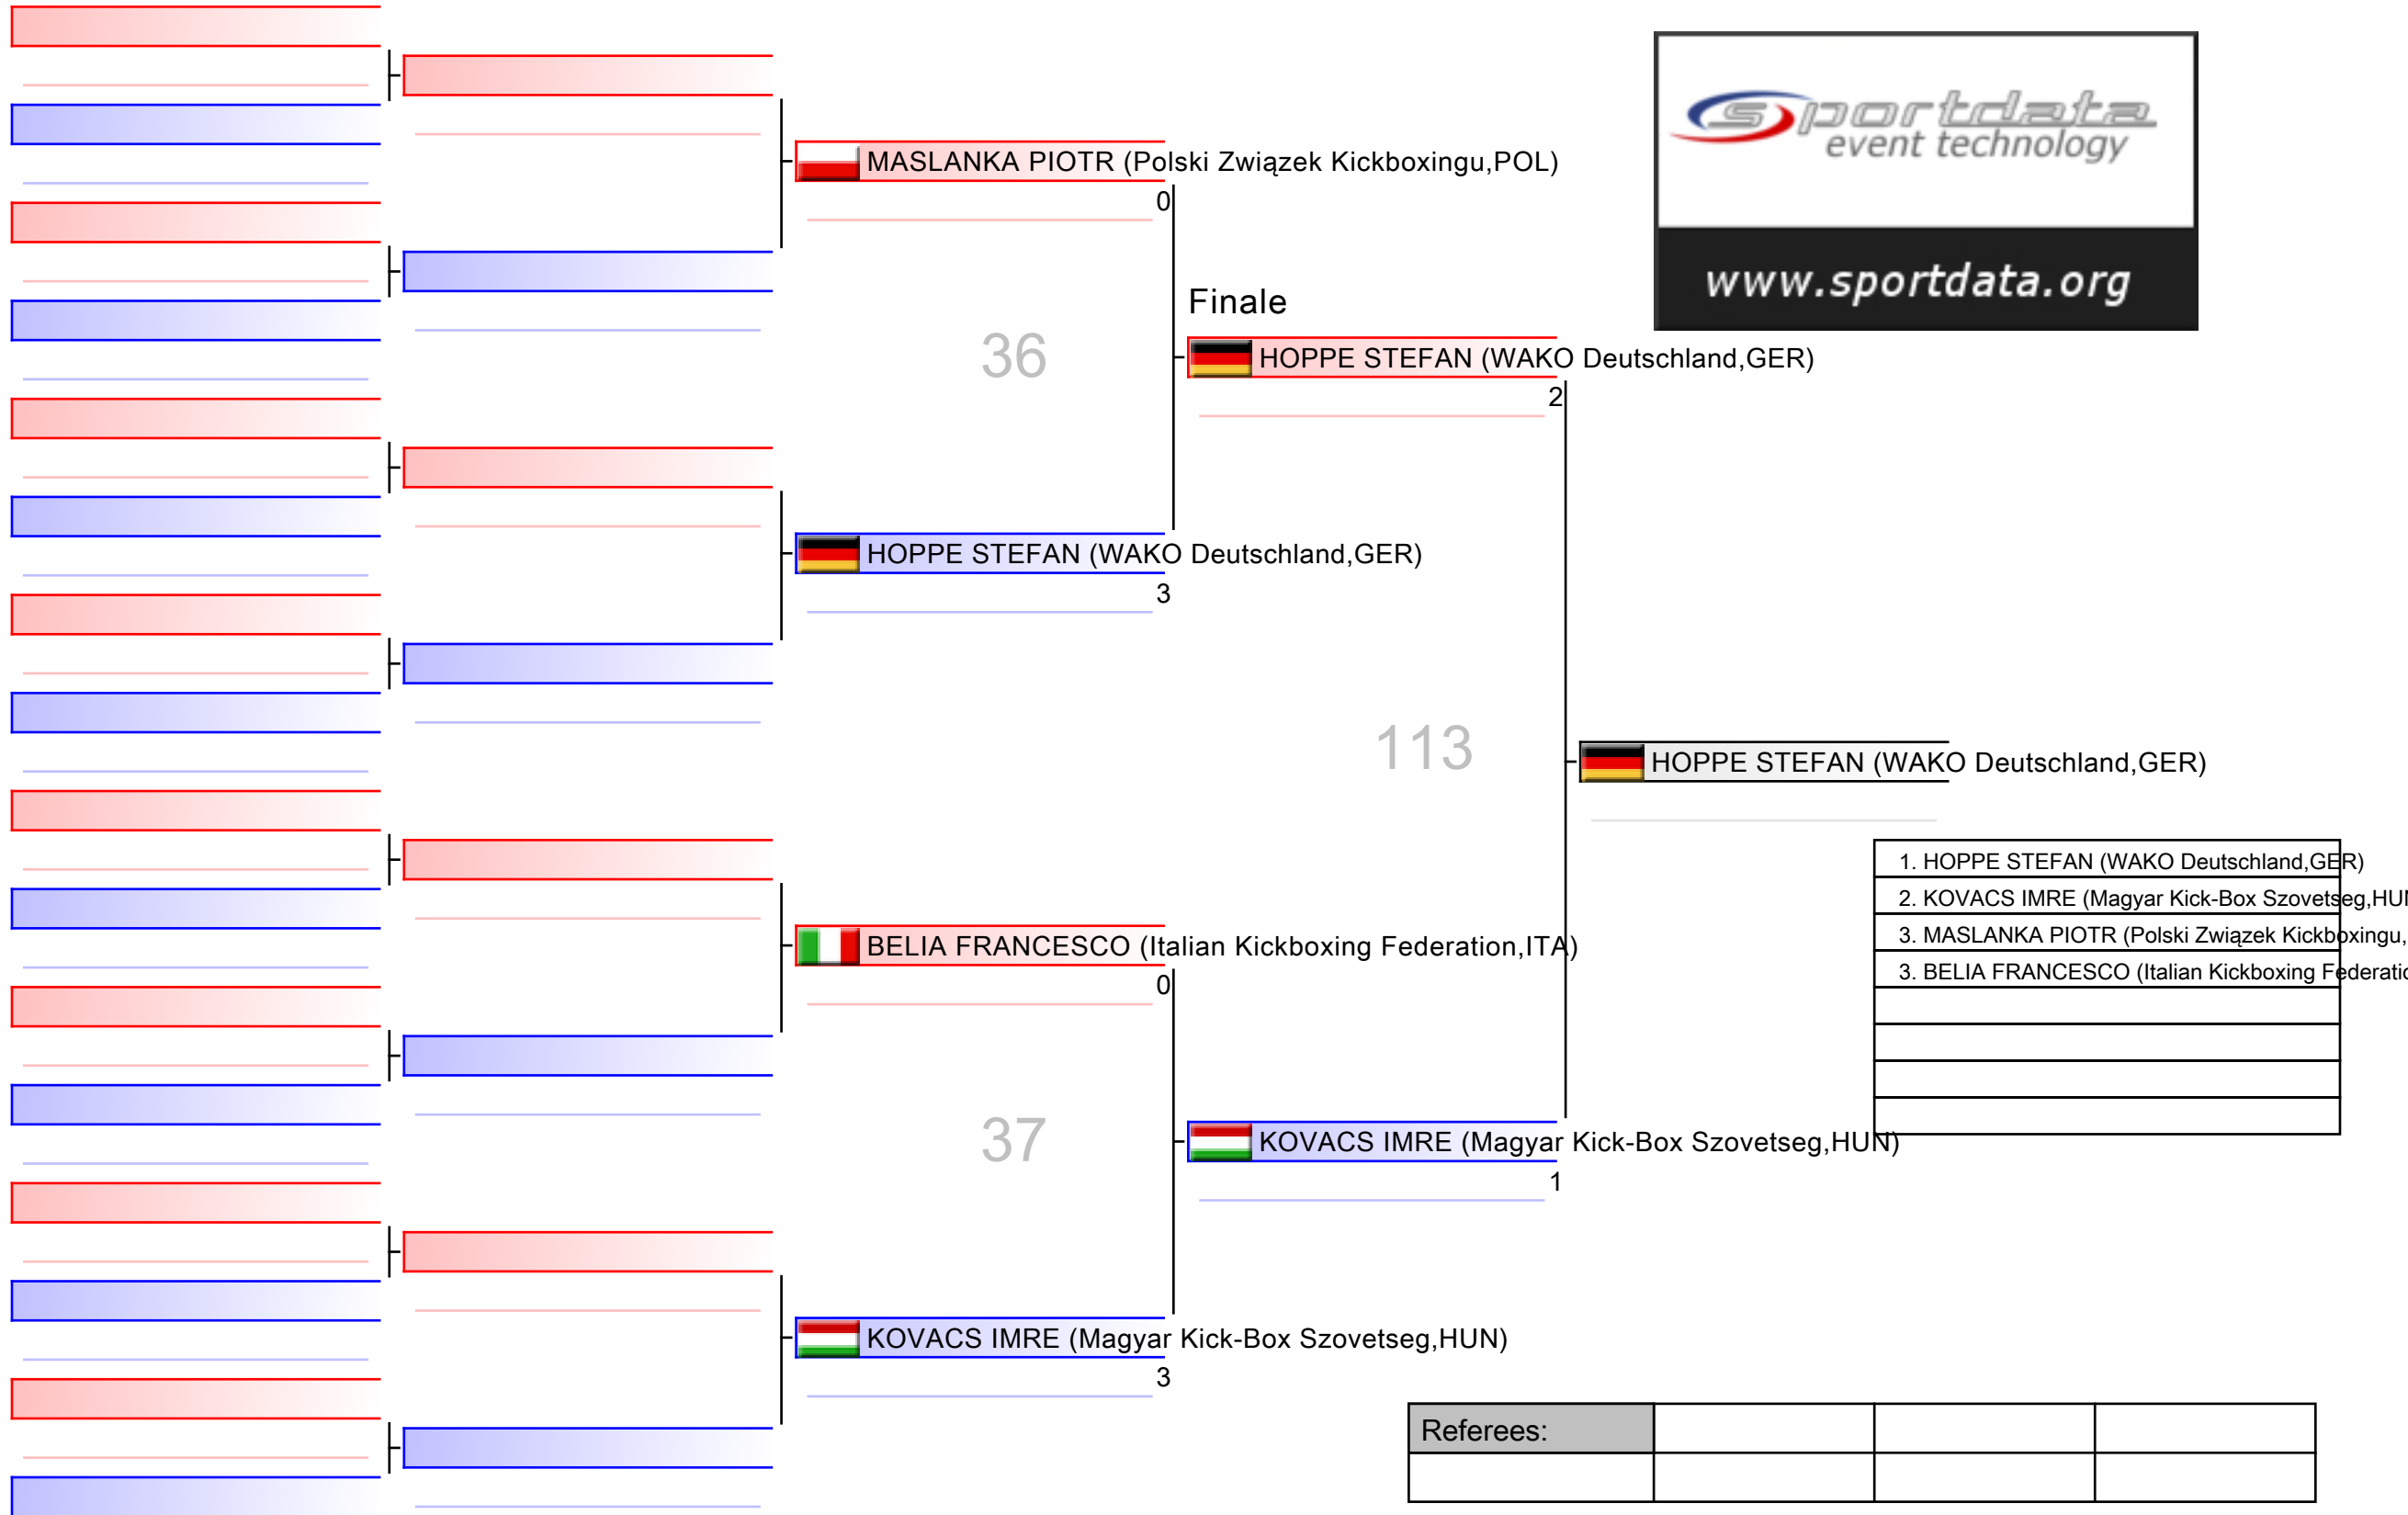 sportdata
event technology
www.sportdata.org
MASLANKA PIOTR (Polski Związek Kickboxingu,POL)
0
36
Finale
HOPPE STEFAN (WAKO Deutschland,GER)
2
HOPPE STEFAN (WAKO Deutschland,GER)
3
113
HOPPE STEFAN (WAKO Deutschland,GER)
1. HOPPE STEFAN (WAKO Deutschland,GER)
2. KOVACS IMRE (Magyar Kick-Box Szovetseg,HUN
3. MASLANKA PIOTR (Polski Związek Kickboxingu,
3. BELIA FRANCESCO (Italian Kickboxing Federatio
BELIA FRANCESCO (Italian Kickboxing Federation,ITA)
0
37
KOVACS IMRE (Magyar Kick-Box Szovetseg,HUN)
1
KOVACS IMRE (Magyar Kick-Box Szovetseg,HUN)
3
Referees: